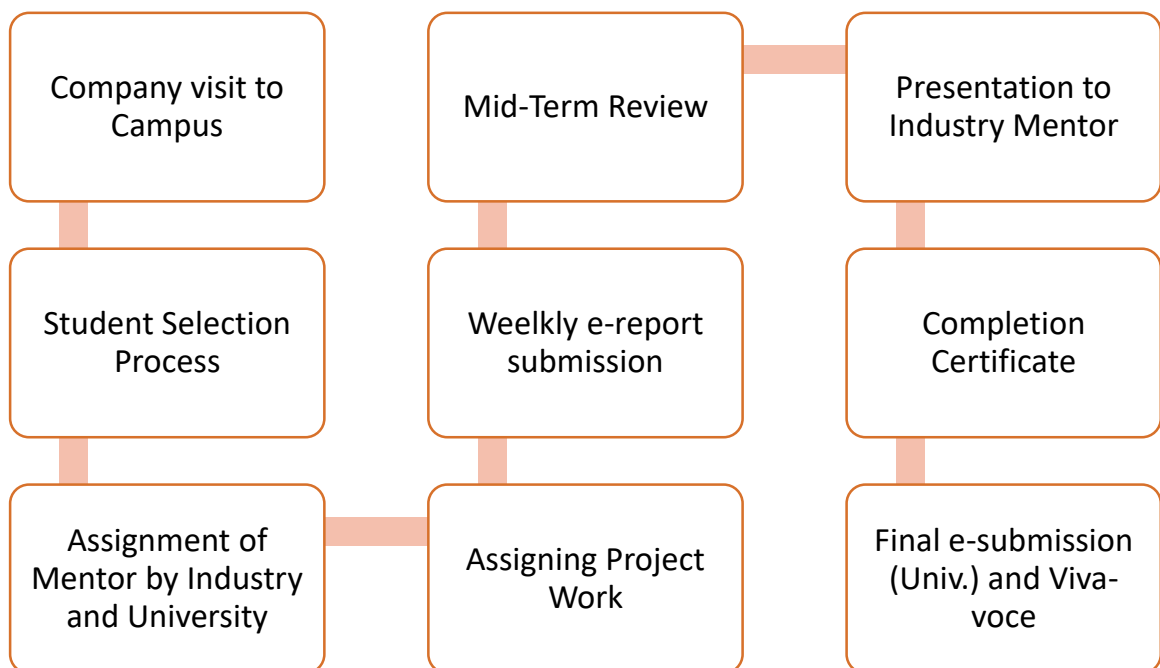 Company visit to
Campus
Student Selection
Process
Assignment of
Mentor by Industry
and University
Assigning Project
Work
Weelkly e-report
submission
Mid-Term Review
Presentation to
Industry Mentor
Completion
Certificate
Final e-submission
(Univ.) and Viva-
voce